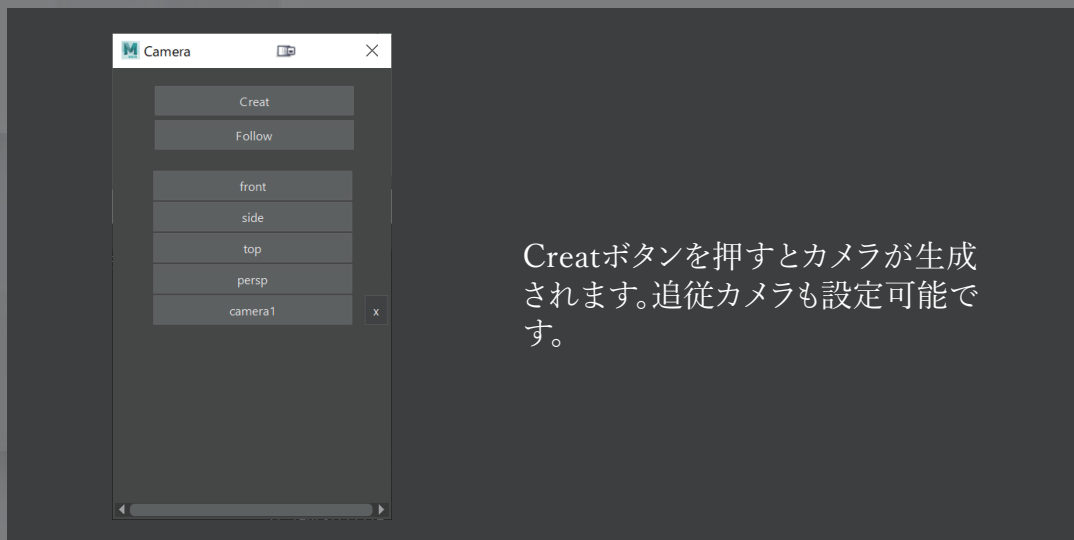 Camera
Creat
Follow
front
side
top
persp
camera1
x
Creatボタンを押すとカメラが生成
されます。追従カメラも設定可能で
す。